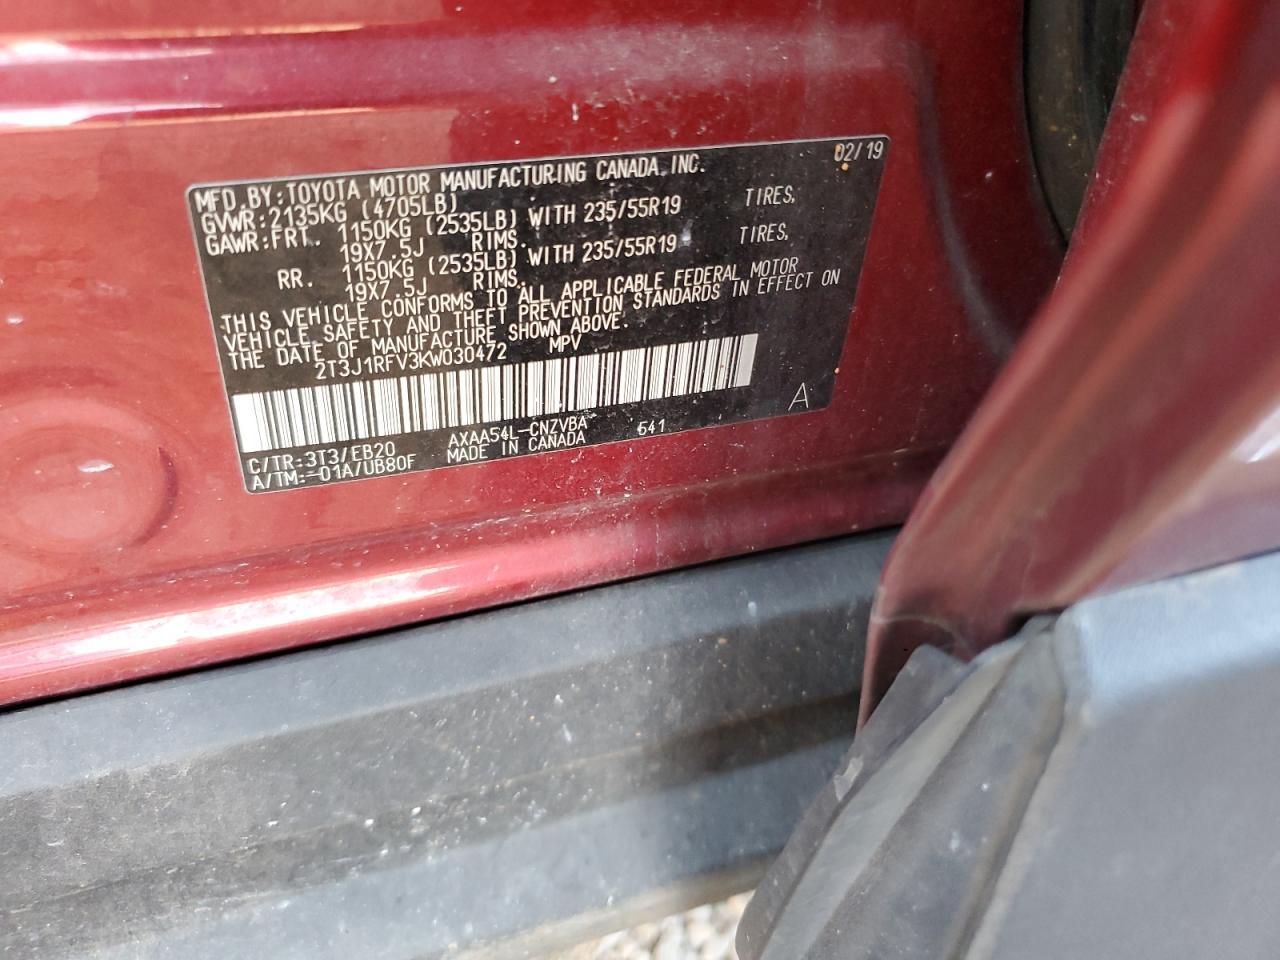 02/19
MFD.BY:TOYOTA MOTOR MANUFACTURING CANADA, INC.
GVWR:2135KG (4705LB)
GAWR:FRT. 1150KG (2535LB) WITH 235/55R19 TIRES,
19X7.5J RIMS.
RR. 1150KG (2535LB) WITH 235/55R19 TIRES,
19X7.5J RIMS.
THIS VEHICLE CONFORMS TO ALL APPLICABLE FEDERAL MOTOR
VEHICLE SAFETY AND THEFT PREVENTION STANDARDS IN EFFECT ON
THE DATE OF MANUFACTURE SHOWN ABOVE.
2T3J1RFV3KW030472 MPV
A
C/TR:3T3/EB20 AXAA54L-CNZVBA 541
A/TM:-01A/UB80F MADE IN CANADA